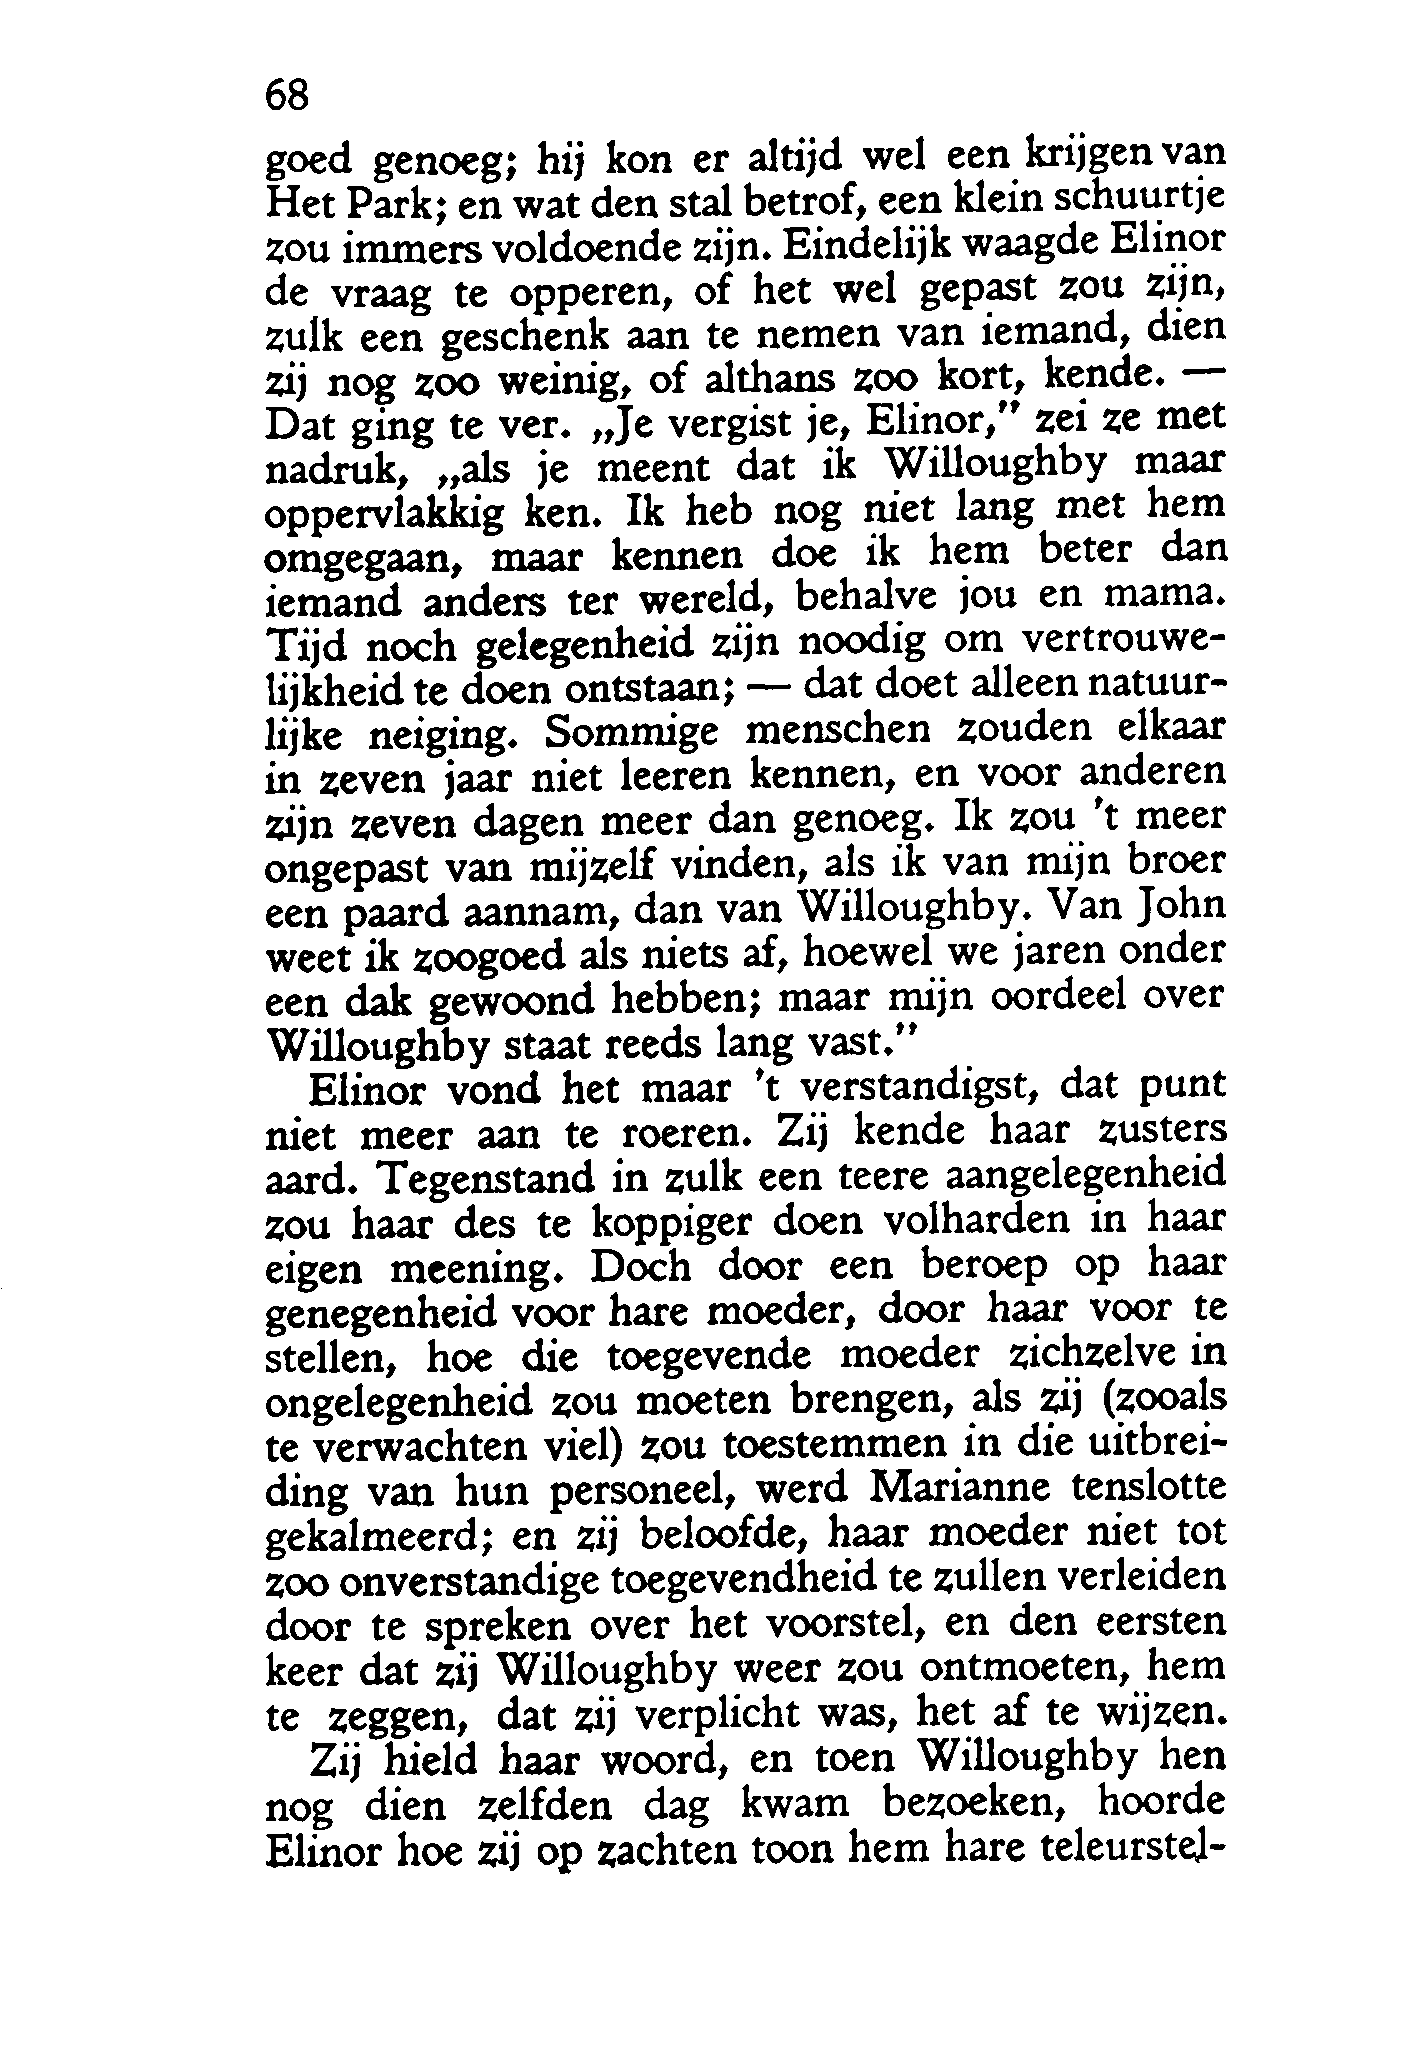 68
goed genoeg; hij kon er altijd wel een krijgen van
Het Park; en wat den stal betrof, een klein schuurtje
zou immers voldoende zijn. Eindelijk waagde Elinor
de vraag te opperen, of het wel gepast zou zijn,
zulk een geschenk aan te nemen van iemand, dien
zij nog zoo weinig, of althans zoo kort, kende. —
Dat ging te ver. „Je vergist je, Elinor,” zei ze met
nadruk, „als je meent dat ik Willoughby maar
oppervlakkig ken. Ik heb nog niet lang met hem
omgegaan, maar kennen doe ik hem beter dan
iemand anders ter wereld, behalve jou en mama.
Tijd noch gelegenheid zijn noodig om vertrouwe-
lijkheid te doen ontstaan; — dat doet alleen natuur-
lijke neiging. Sommige menschen zouden elkaar
in zeven jaar niet leeren kennen, en voor anderen
zijn zeven dagen meer dan genoeg. Ik zou 't meer
ongepast van mijzelf vinden, als ik van mijn broer
een paard aannam, dan van Willoughby. Van John
weet ik zoogoed als niets af, hoewel we jaren onder
een dak gewoond hebben; maar mijn oordeel over
Willoughby staat reeds lang vast.”
Elinor vond het maar 't verstandigst, dat punt
niet meer aan te roeren. Zij kende haar zusters
aard. Tegenstand in zulk een teere aangelegenheid
zou haar des te koppiger doen volharden in haar
eigen meening. Doch door een beroep op haar
genegenheid voor hare moeder, door haar voor te
stellen, hoe die toegevende moeder zichzelve in
ongelegenheid zou moeten brengen, als zij (zooals
te verwachten viel) zou toestemmen in die uitbrei-
ding van hun personeel, werd Marianne tenslotte
gekalmeerd; en zij beloofde, haar moeder niet tot
zoo onverstandige toegevendheid te zullen verleiden
door te spreken over het voorstel, en den eersten
keer dat zij Willoughby weer zou ontmoeten, hem
te zeggen, dat zij verplicht was, het af te wijzen.
Zij hield haar woord, en toen Willoughby hen
nog dien zelfden dag kwam bezoeken, hoorde
Elinor hoe zij op zachten toon hem hare teleurstel-